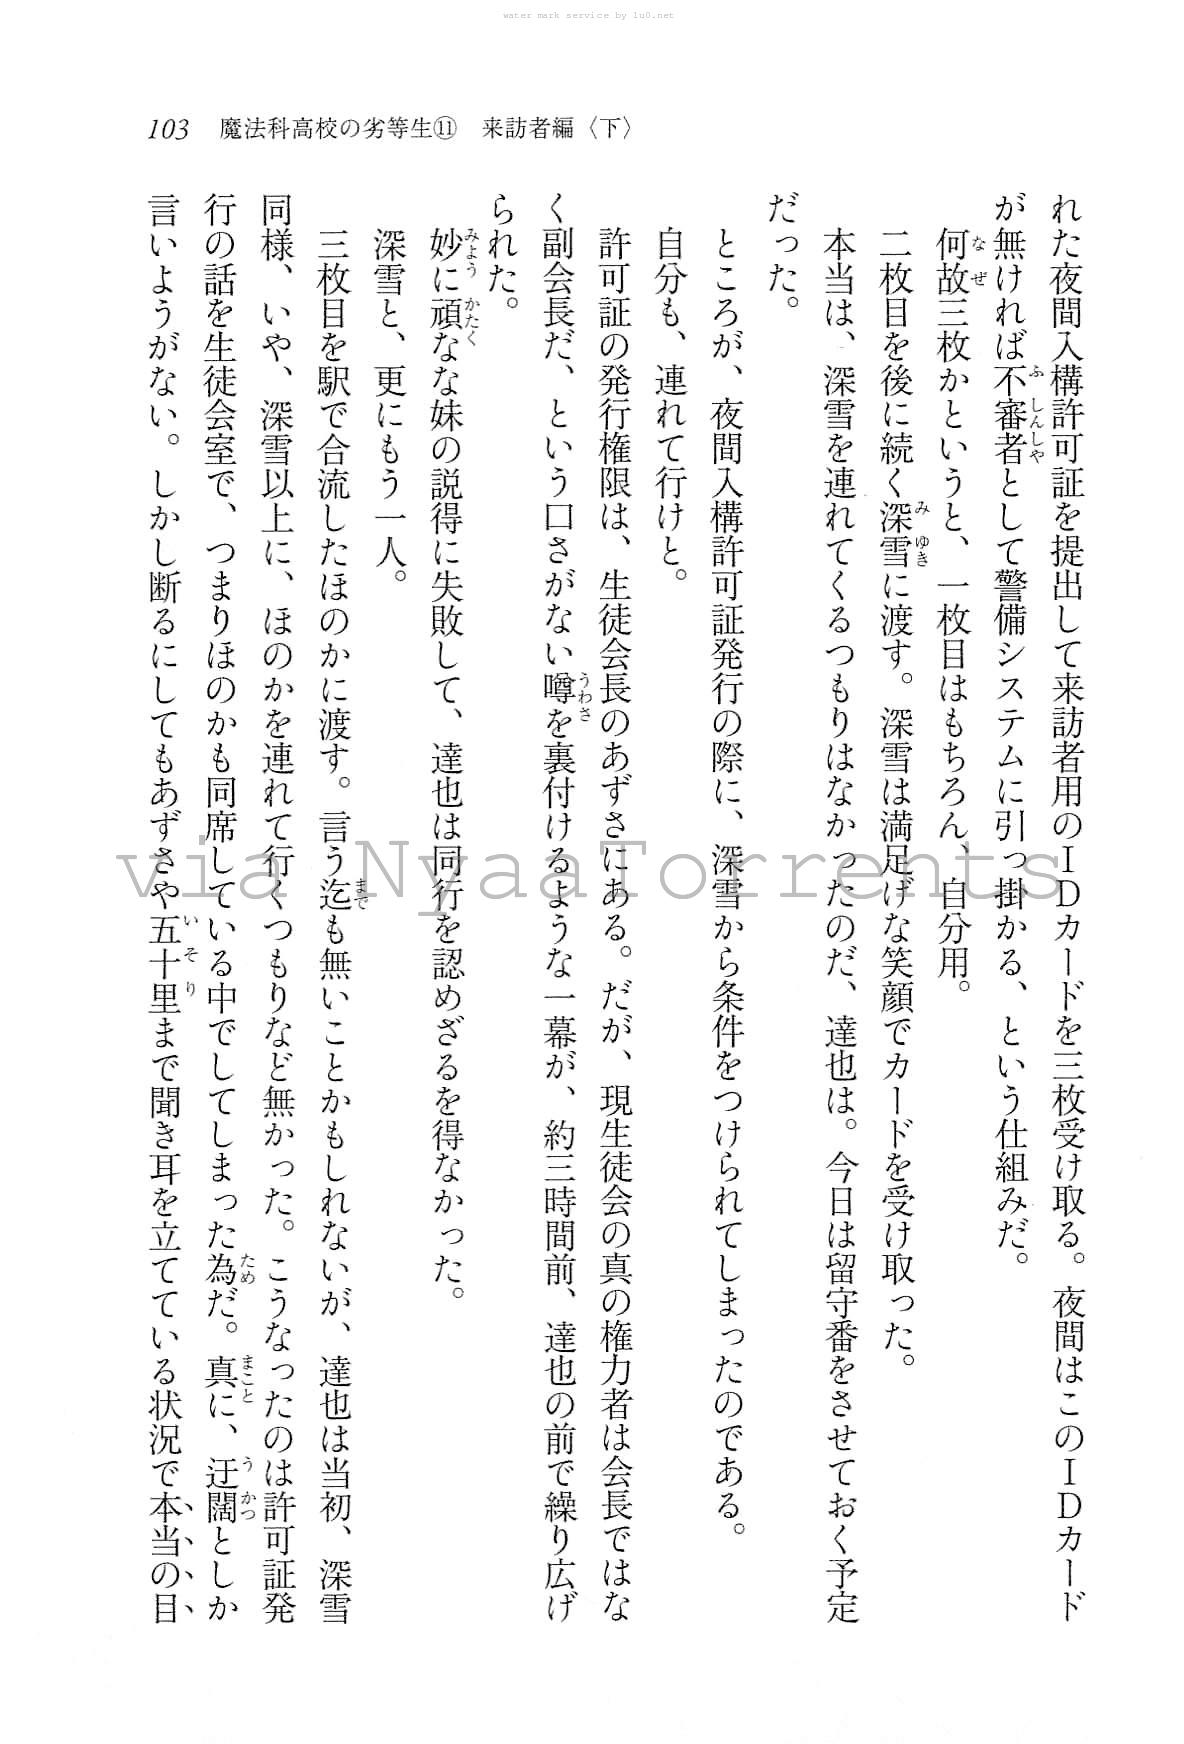 water mark service by 1u0.net
103 魔法科高校の劣等生⑪ 来訪者編〈下〉
れた夜間入構許可証を提出して来訪者用のＩＤカードを三枚受け取る。夜間はこのＩＤカード
が無ければ不審者として警備システムに引っ掛かる、という仕組みだ。
何故三枚かというと、一枚目はもちろん、自分用。
二枚目を後に続く深雪に渡す。深雪は満足げな笑顔でカードを受け取った。
本当は、深雪を連れてくるつもりはなかったのだ、達也は。今日は留守番をさせておく予定
だった。
ところが、夜間入構許可証発行の際に、深雪から条件をつけられてしまったのである。
自分も、連れて行けと。
許可証の発行権限は、生徒会長のあずさにある。だが、現生徒会の真の権力者は会長ではな
く副会長だ、という口さがない噂を裏付けるような一幕が、約三時間前、達也の前で繰り広げ
られた。
妙に頑なな妹の説得に失敗して、達也は同行を認めざるを得なかった。
深雪と、更にもう一人。
三枚目を駅で合流したほのかに渡す。言う迄も無いことかもしれないが、達也は当初、深雪
同様、いや、深雪以上に、ほのかを連れて行くつもりなど無かった。こうなったのは許可証発
行の話を生徒会室で、つまりほのかも同席している中でしてしまった為だ。真に、迂闊としか
言いようがない。しかし断るにしてもあずさや五十里まで聞き耳を立てている状況で本当の目
via NyaaTorrents